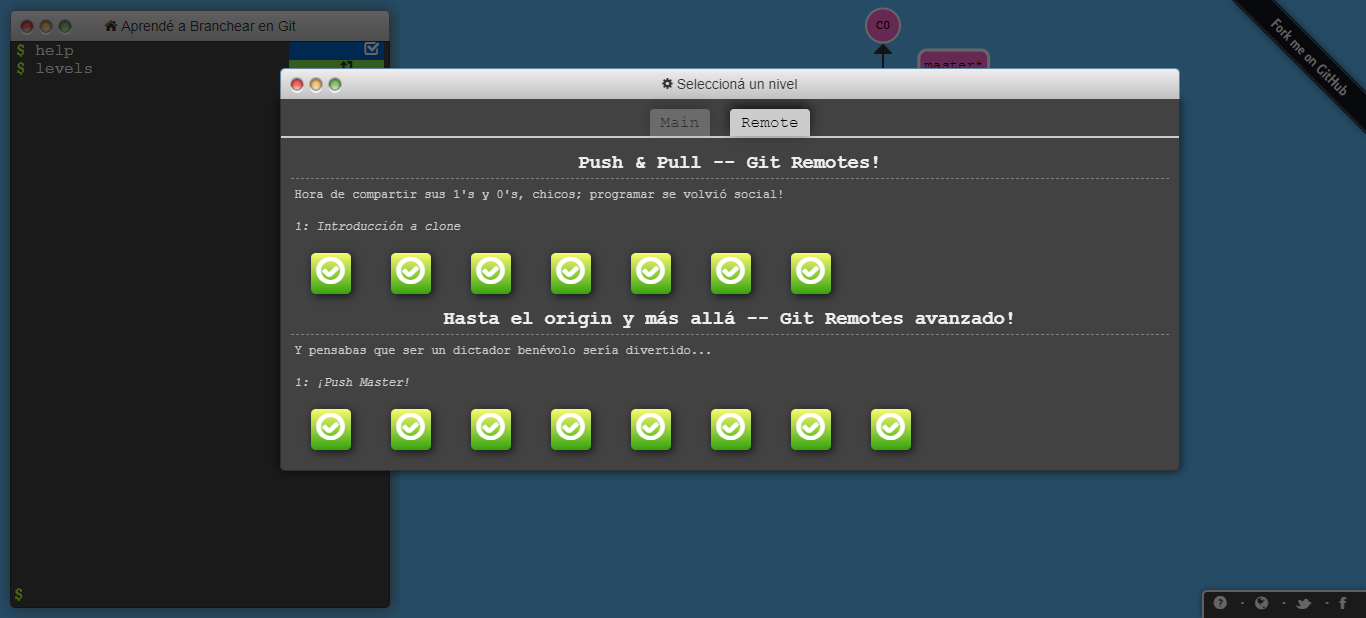 Aprendé a Branchear en Git
$ help
$ levels
$
C0
master*
Fork me on GitHub
Seleccioná un nivel
Main
Remote
Push & Pull -- Git Remotes!
Hora de compartir sus 1's y 0's, chicos; programar se volvió social!
1: Introducción a clone
Hasta el origin y más allá -- Git Remotes avanzado!
Y pensabas que ser un dictador benévolo sería divertido...
1: ¡Push Master!